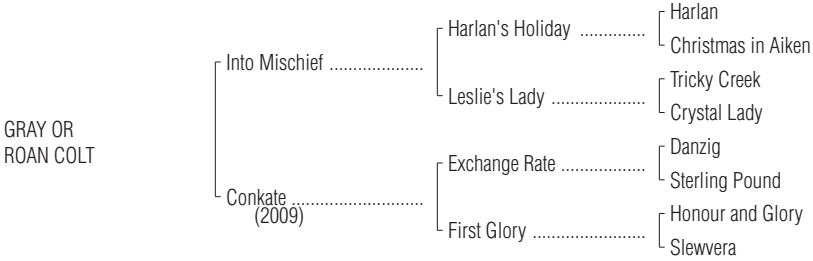 Harlan
Harlan's Holiday ..............
Christmas in Aiken
Into Mischief ....................
Tricky Creek
Leslie's Lady ....................
Crystal Lady
GRAY OR
ROAN COLT
Danzig
Exchange Rate ..................
Sterling Pound
Conkate ............................
(2009)
Honour and Glory
First Glory ........................
Slewvera